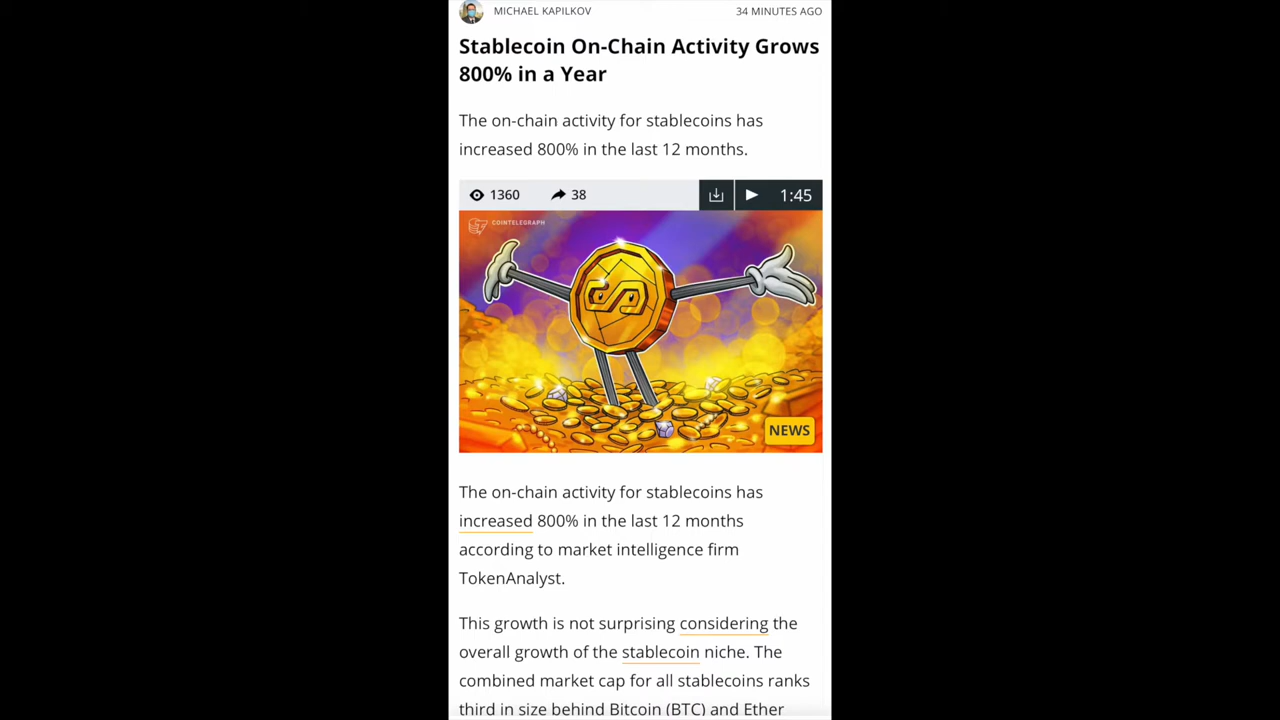 MICHAEL KAPILKOV 34 MINUTES AGO
Stablecoin On-Chain Activity Grows
800% in a Year
The on-chain activity for stablecoins has
increased 800% in the last 12 months.
1360 38 1:45
COINTELEGRAPH
NEWS
The on-chain activity for stablecoins has
increased 800% in the last 12 months
according to market intelligence firm
TokenAnalyst.
This growth is not surprising considering the
overall growth of the stablecoin niche. The
combined market cap for all stablecoins ranks
third in size behind Bitcoin (BTC) and Ether